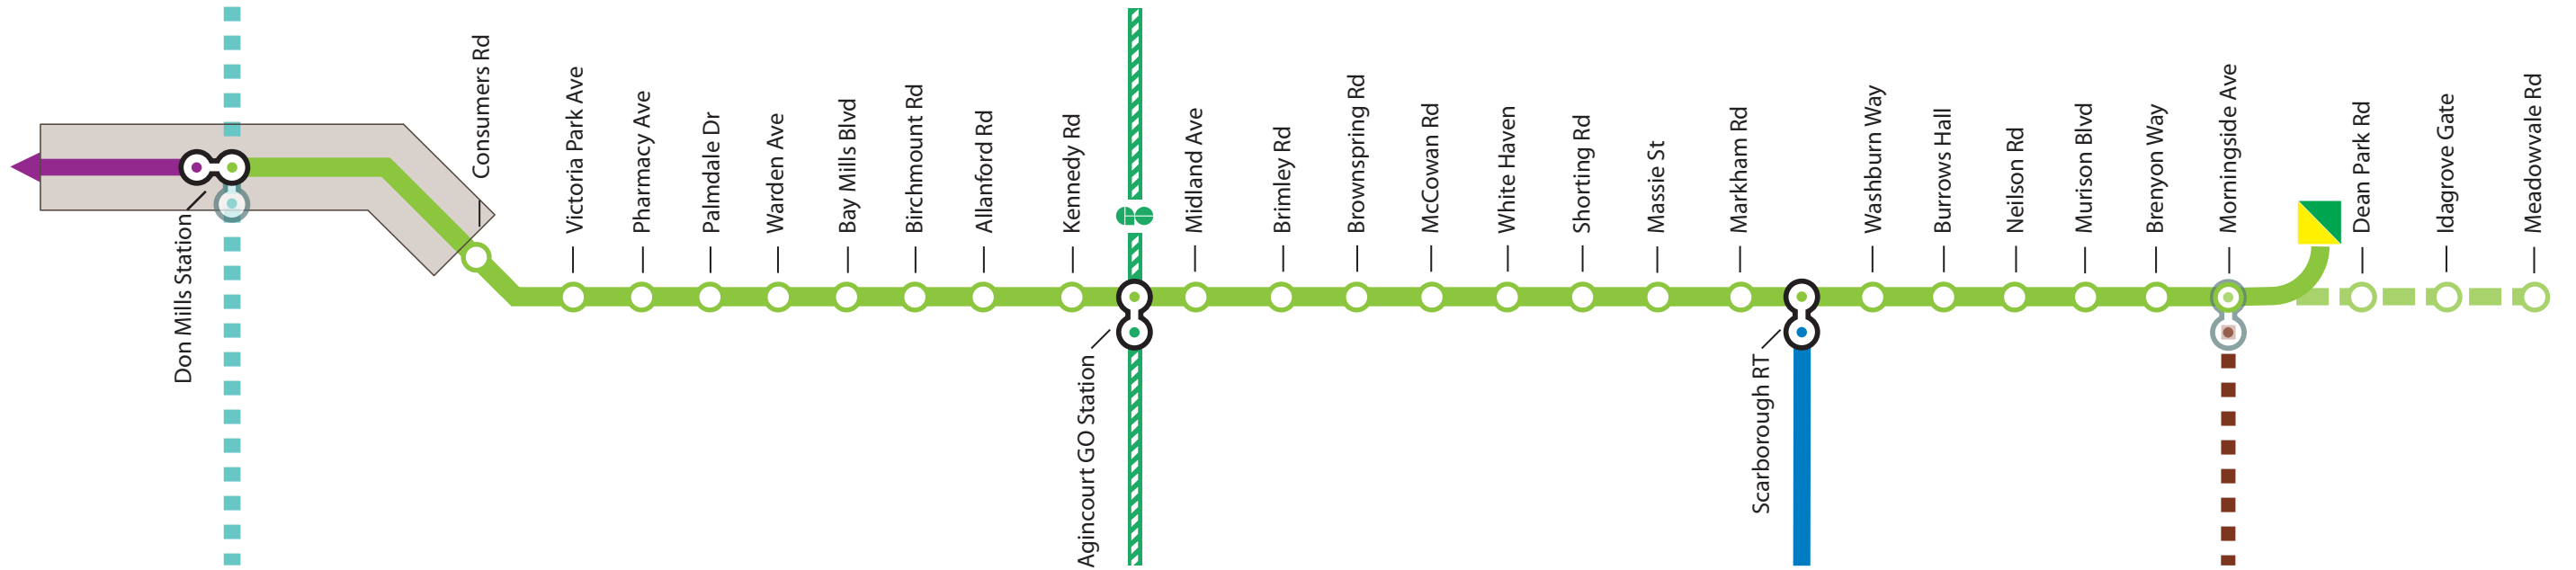 Don Mills Station
Consumers Rd
Victoria Park Ave
Pharmacy Ave
Palmdale Dr
Warden Ave
Bay Mills Blvd
Birchmount Rd
Allanford Rd
Kennedy Rd
Agincourt GO Station
Midland Ave
Brimley Rd
Brownspring Rd
McCowan Rd
White Haven
Shorting Rd
Massie St
Markham Rd
Scarborough RT
Washburn Way
Burrows Hall
Neilson Rd
Murison Blvd
Brenyon Way
Morningside Ave
Dean Park Rd
Idagrove Gate
Meadowvale Rd